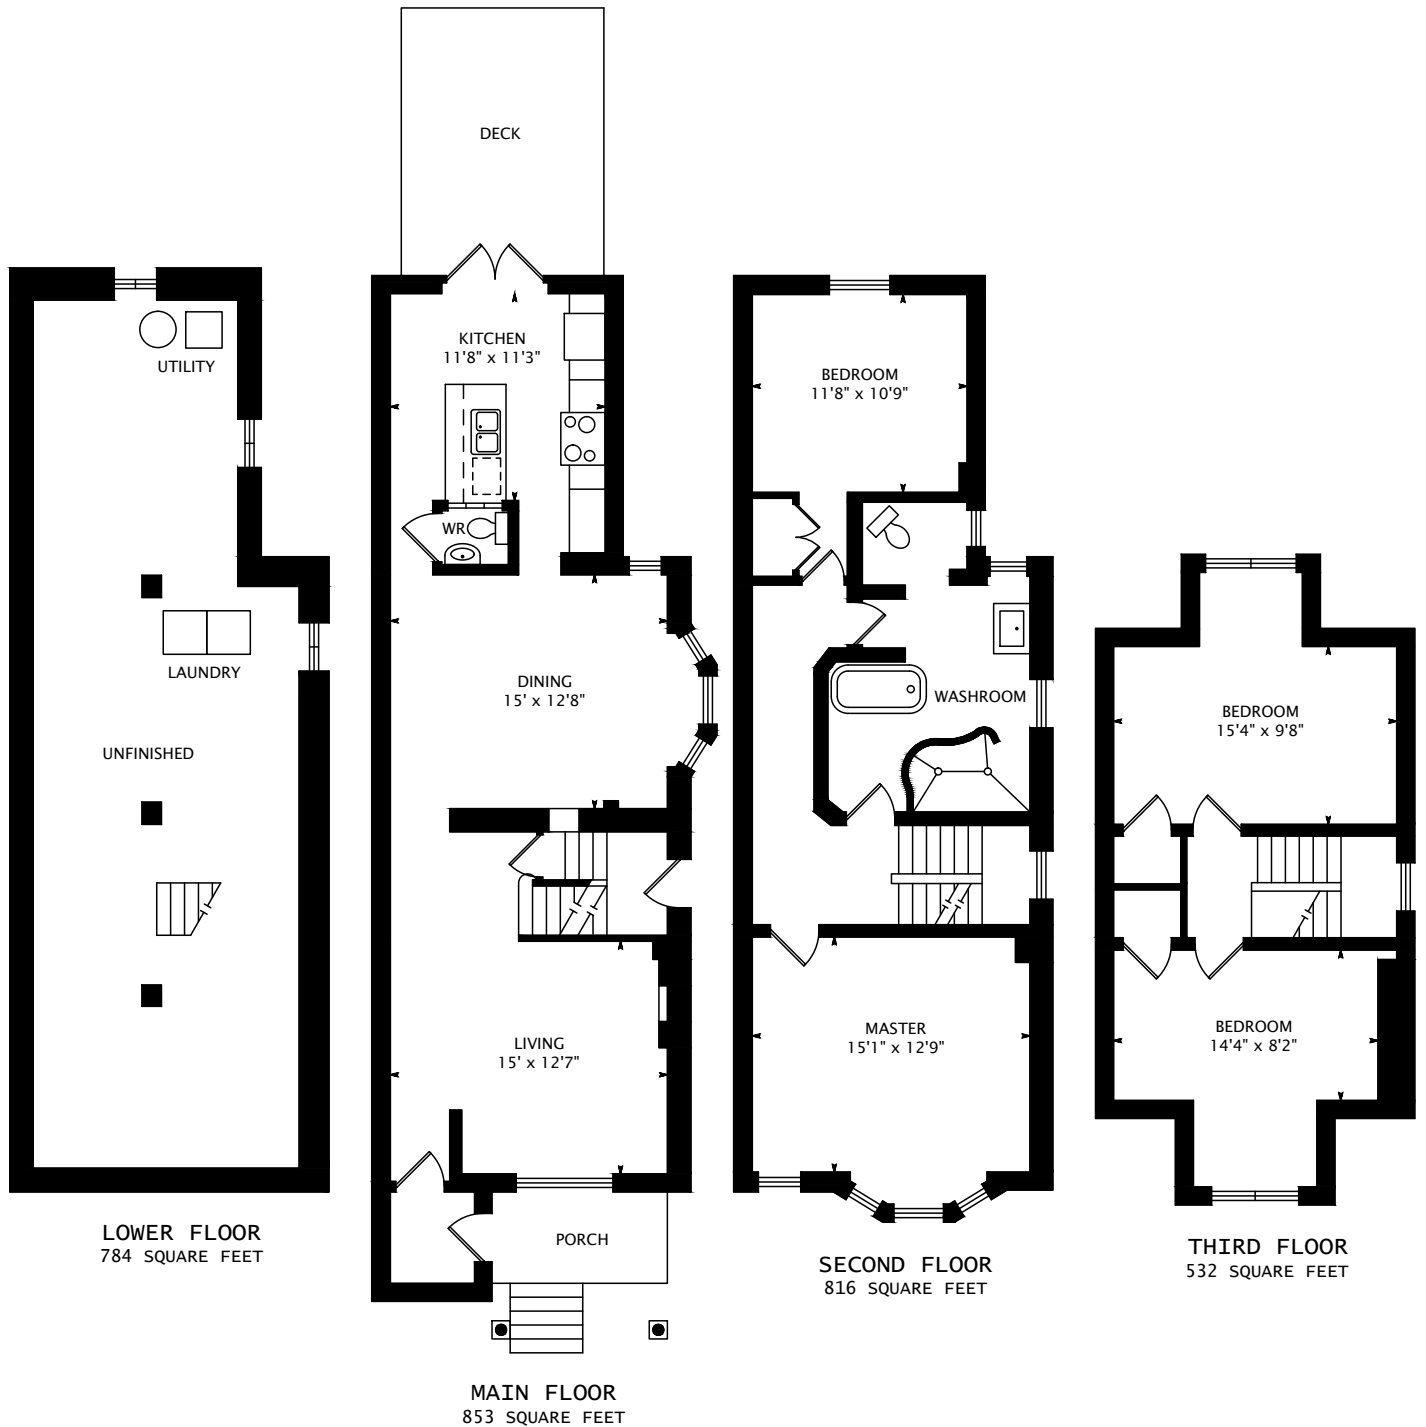 UTILITY
LAUNDRY
UNFINISHED
LOWER FLOOR
784 SQUARE FEET
DECK
KITCHEN
11'8" x 11'3"
WR
DINING
15' x 12'8"
LIVING
15' x 12'7"
PORCH
MAIN FLOOR
853 SQUARE FEET
BEDROOM
11'8" x 10'9"
WASHROOM
MASTER
15'1" x 12'9"
SECOND FLOOR
816 SQUARE FEET
BEDROOM
15'4" x 9'8"
BEDROOM
14'4" x 8'2"
THIRD FLOOR
532 SQUARE FEET